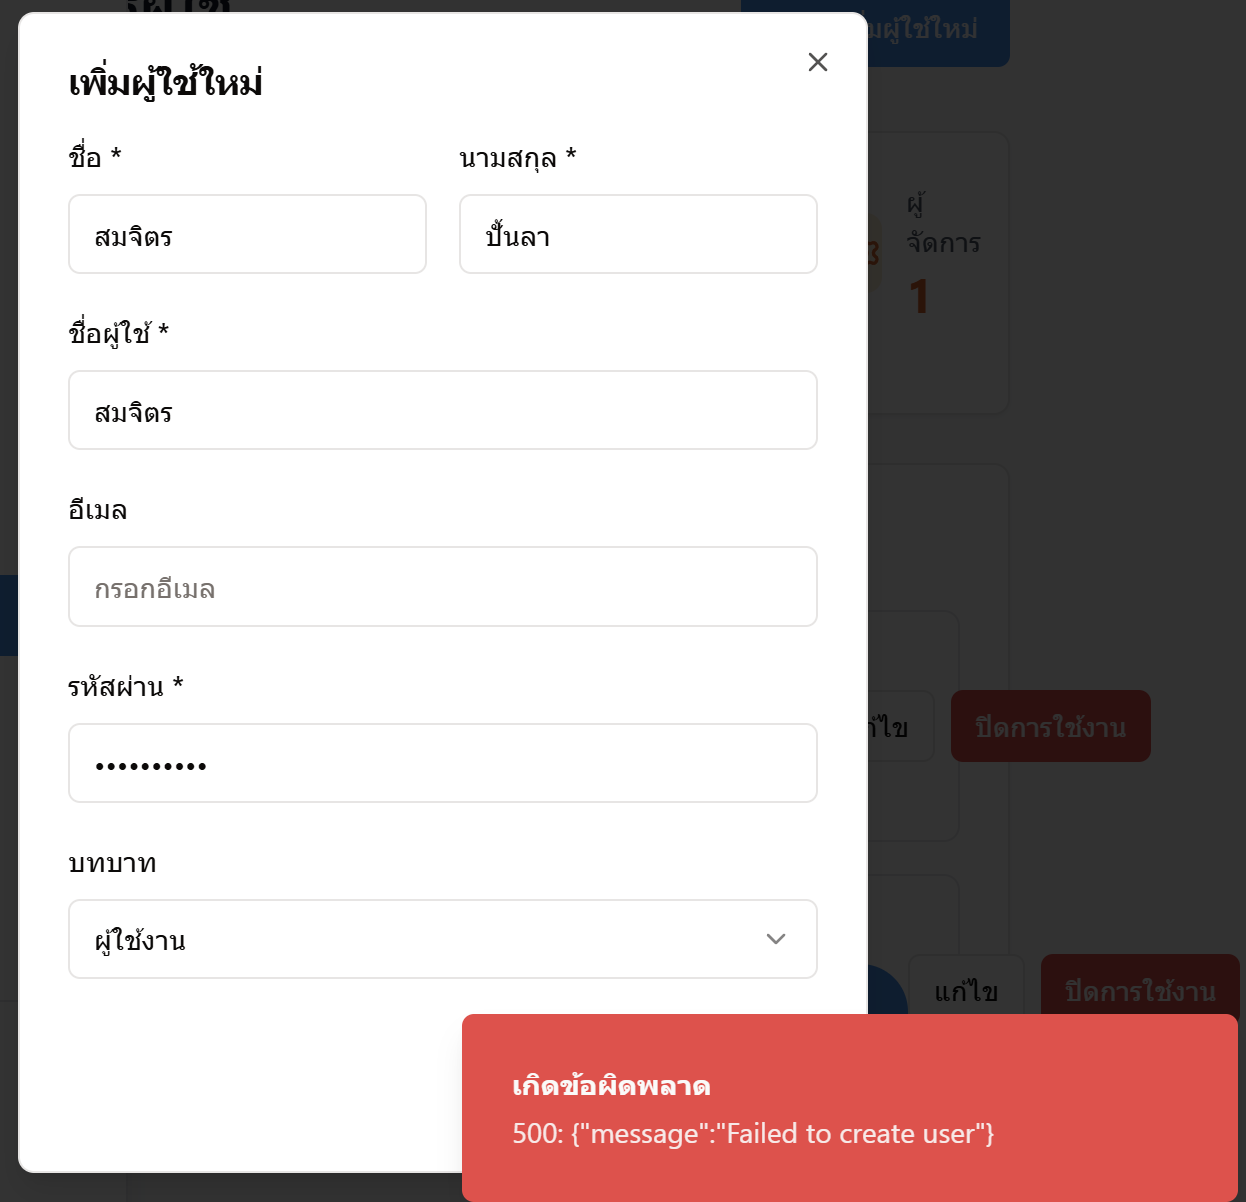 เพิ่มผู้ใช้ใหม่
ชื่อ *
นามสกุล *
สมจิตร
ปั้นลา
ชื่อผู้ใช้ *
สมจิตร
อีเมล
กรอกอีเมล
รหัสผ่าน *
••••••••••
บทบาท
ผู้ใช้งาน
ผู้
จัดการ
1
ปิดการใช้งาน
แก้ไข
ปิดการใช้งาน
เกิดข้อผิดพลาด
500: {"message":"Failed to create user"}